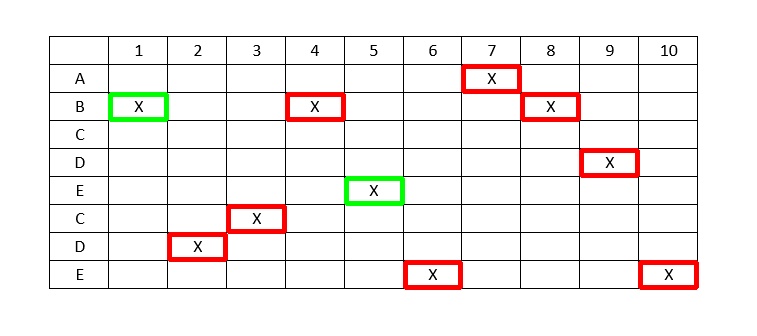 1 2 3 4 5 6 7 8 9 10
A X
B X X X
C
D X
E X
C X
D X
E X X